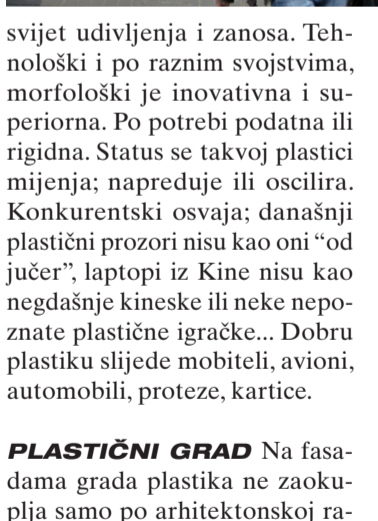 svijet udivljenja i zanosa. Teh-
nološki i po raznim svojstvima,
morfološki je inovativna i su-
periorna. Po potrebi podatna ili
rigidna. Status se takvoj plastici
mijenja; napreduje ili oscilira.
Konkurentski osvaja; današnji
plastični prozori nisu kao oni “od
jučer”, laptopi iz Kine nisu kao
negdašnje kineske ili neke nepo-
znate plastične igračke... Dobru
plastiku slijede mobiteli, avioni,
automobili, proteze, kartice.
PLASTIČNI GRAD Na fasa-
dama grada plastika ne zaoku-
plja samo po arhitektonskoj ra-